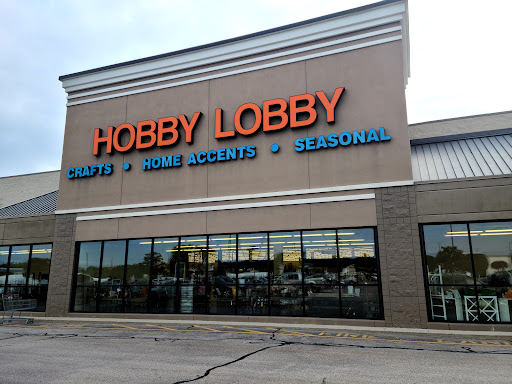 HOBBY LOBBY
CRAFTS • HOME ACCENTS • SEASONAL